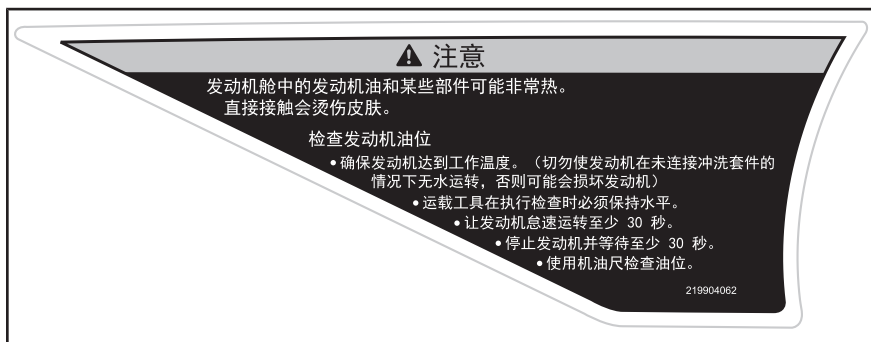 注意
发动机舱中的发动机油和某些部件可能非常热。
直接接触会烫伤皮肤。
检查发动机油位
•确保发动机达到工作温度。（切勿使发动机在未连接冲洗套件的
情况下无水运转，否则可能会损坏发动机）
•运载工具在执行检查时必须保持水平。
•让发动机怠速运转至少 30 秒。
•停止发动机并等待至少 30 秒。
•使用机油尺检查油位。
219904062